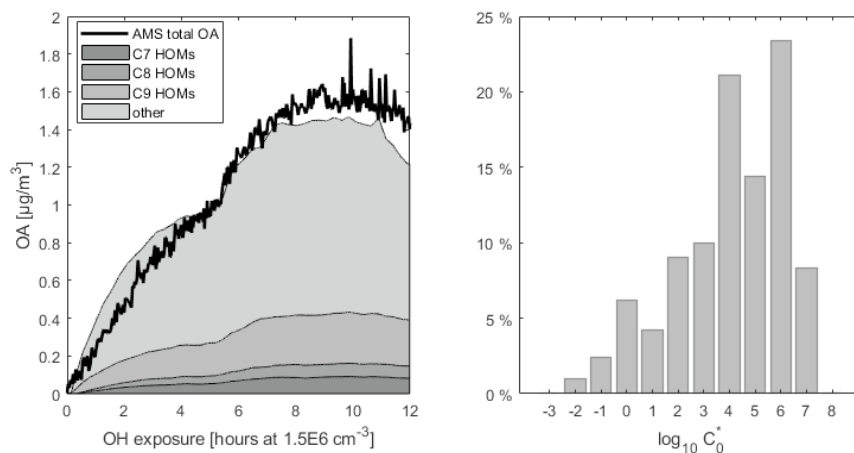 AMS total OA
C7 HOMs
C8 HOMs
C9 HOMs
other
2
1.8
1.6
1.4
1.2
1
0.8
0.6
0.4
0.2
0
OA [µg/m³]
0 2 4 6 8 10 12
OH exposure [hours at 1.5E6 cm⁻³]
25 %
20 %
15 %
10 %
5 %
0 %
-3 -2 -1 0 1 2 3 4 5 6 7 8
log₁₀ C₀*